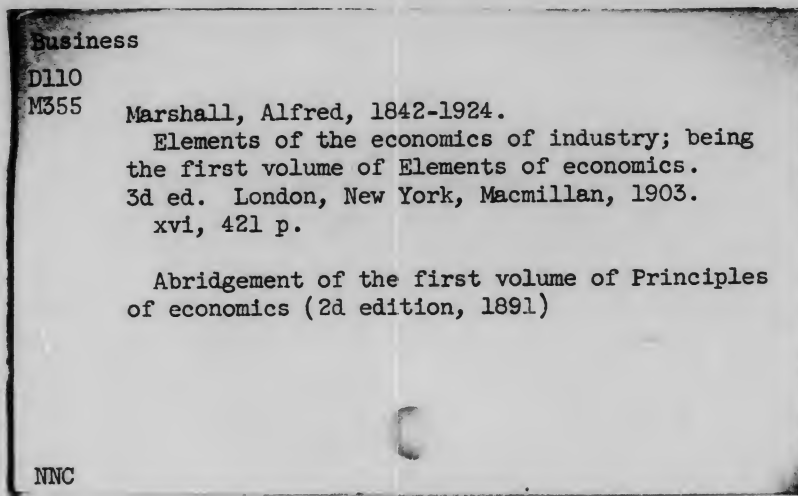 Business
D110
M355 Marshall, Alfred, 1842-1924.
Elements of the economics of industry; being
the first volume of Elements of economics.
3d ed. London, New York, Macmillan, 1903.
xvi, 421 p.
Abridgement of the first volume of Principles
of economics (2d edition, 1891)
NNC